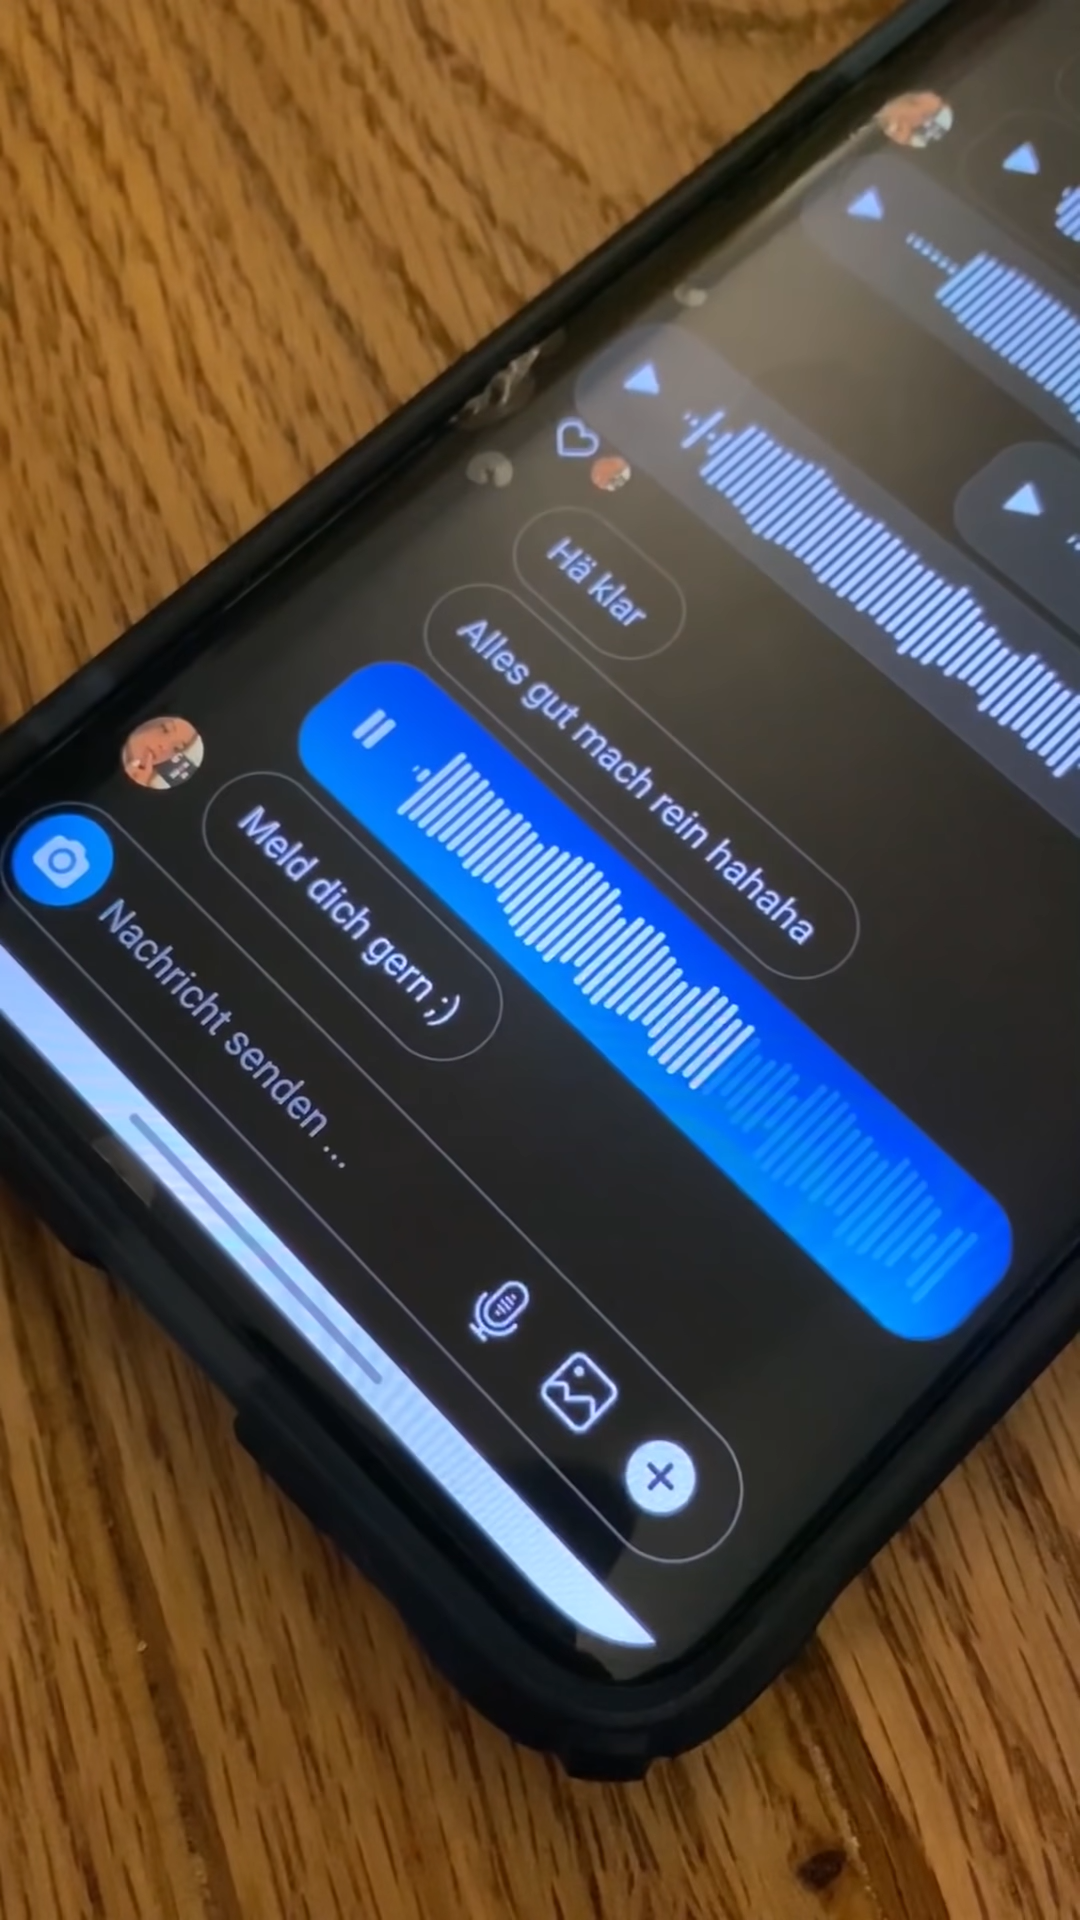 Hä klar
Alles gut mach rein hahaha
Meld dich gern ;)
Nachricht senden ...